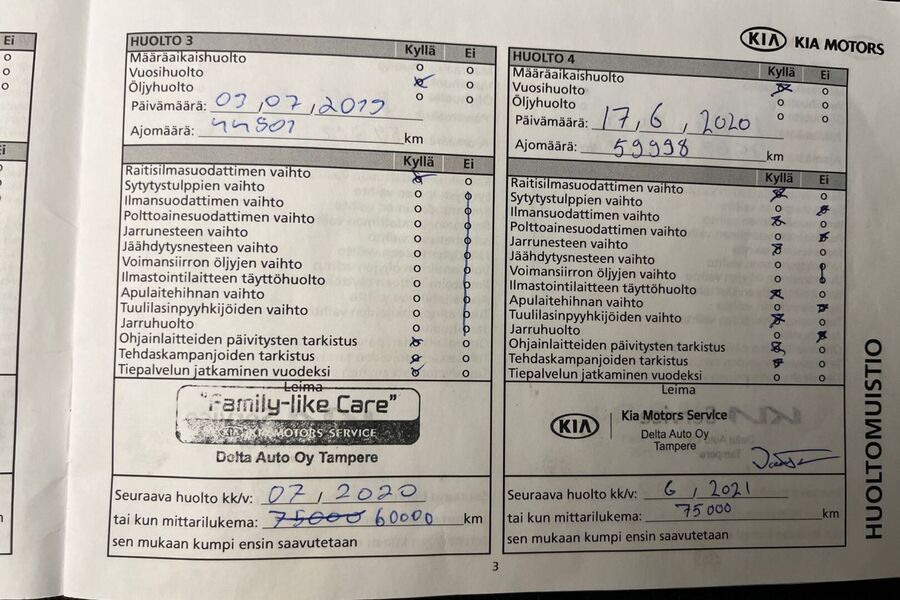 Ei
KIA KIA MOTORS
HUOLTO 3
Kyllä Ei
Määräaikaishuolto
Vuosihuolto
Öljyhuolto
Päivämäärä: 03,07,2019
Ajomäärä: 44801 km
Kyllä Ei
Raitisilmasuodattimen vaihto
Sytytystulppien vaihto
Ilmansuodattimen vaihto
Polttoainesuodattimen vaihto
Jarrunesteen vaihto
Jäähdytysnesteen vaihto
Voimansiirron öljyjen vaihto
Ilmastointilaitteen täyttöhuolto
Apulaitehihnan vaihto
Tuulilasinpyyhkijöiden vaihto
Jarruhuolto
Ohjainlaitteiden päivitysten tarkistus
Tehdaskampanjoiden tarkistus
Tiepalvelun jatkaminen vuodeksi
Leima
"Family-like Care"
KIA KIA MOTORS SERVICE
Delta Auto Oy Tampere
Seuraava huolto kk/v: 07, 2020
tai kun mittarilukema: 75000 60000 km
sen mukaan kumpi ensin saavutetaan
HUOLTO 4
Kyllä Ei
Määräaikaishuolto
Vuosihuolto
Öljyhuolto
Päivämäärä: 17,6, 2020
Ajomäärä: 59998 km
Kyllä Ei
Raitisilmasuodattimen vaihto
Sytytystulppien vaihto
Ilmansuodattimen vaihto
Polttoainesuodattimen vaihto
Jarrunesteen vaihto
Jäähdytysnesteen vaihto
Voimansiirron öljyjen vaihto
Ilmastointilaitteen täyttöhuolto
Apulaitehihnan vaihto
Tuulilasinpyyhkijöiden vaihto
Jarruhuolto
Ohjainlaitteiden päivitysten tarkistus
Tehdaskampanjoiden tarkistus
Tiepalvelun jatkaminen vuodeksi
Leima
KIA Kia Motors Service
Delta Auto Oy
Tampere
Seuraava huolto kk/v: 6, 2021
tai kun mittarilukema: 75000 km
sen mukaan kumpi ensin saavutetaan
HUOLTOMUISTIO
3